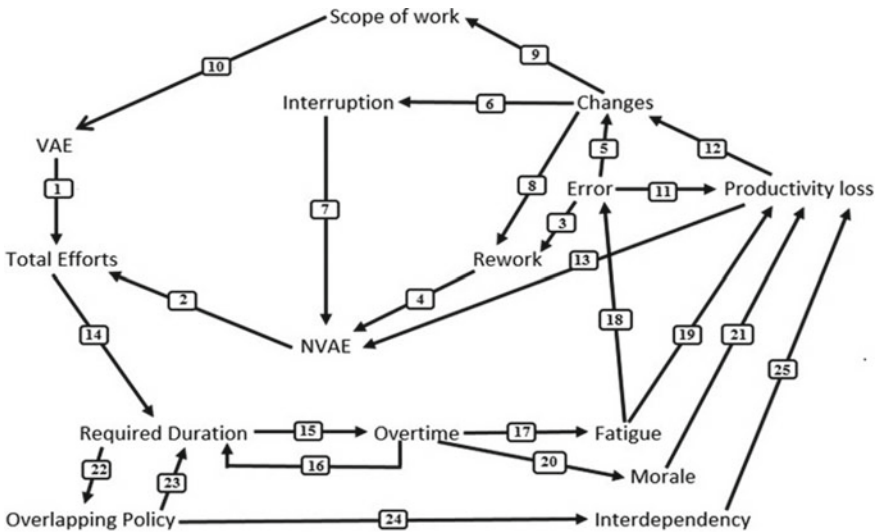 Scope of work
9
10
Interruption
6
Changes
VAE
5
12
1
8
Error
11
Productivity loss
7
3
Total Efforts
Rework
13
2
4
14
NVAE
18
19
21
25
Required Duration
15
Overtime
17
Fatigue
22
23
16
20
Morale
Overlapping Policy
24
Interdependency